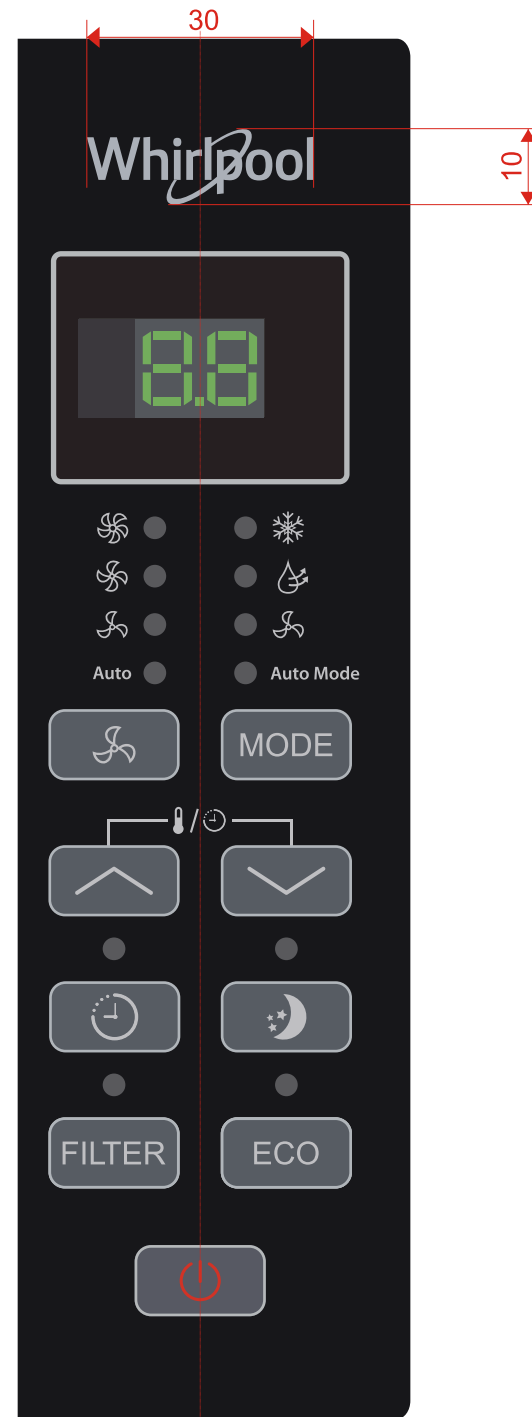 30
Whirlpool
10
8.8
Auto
Auto Mode
MODE
/
FILTER
ECO